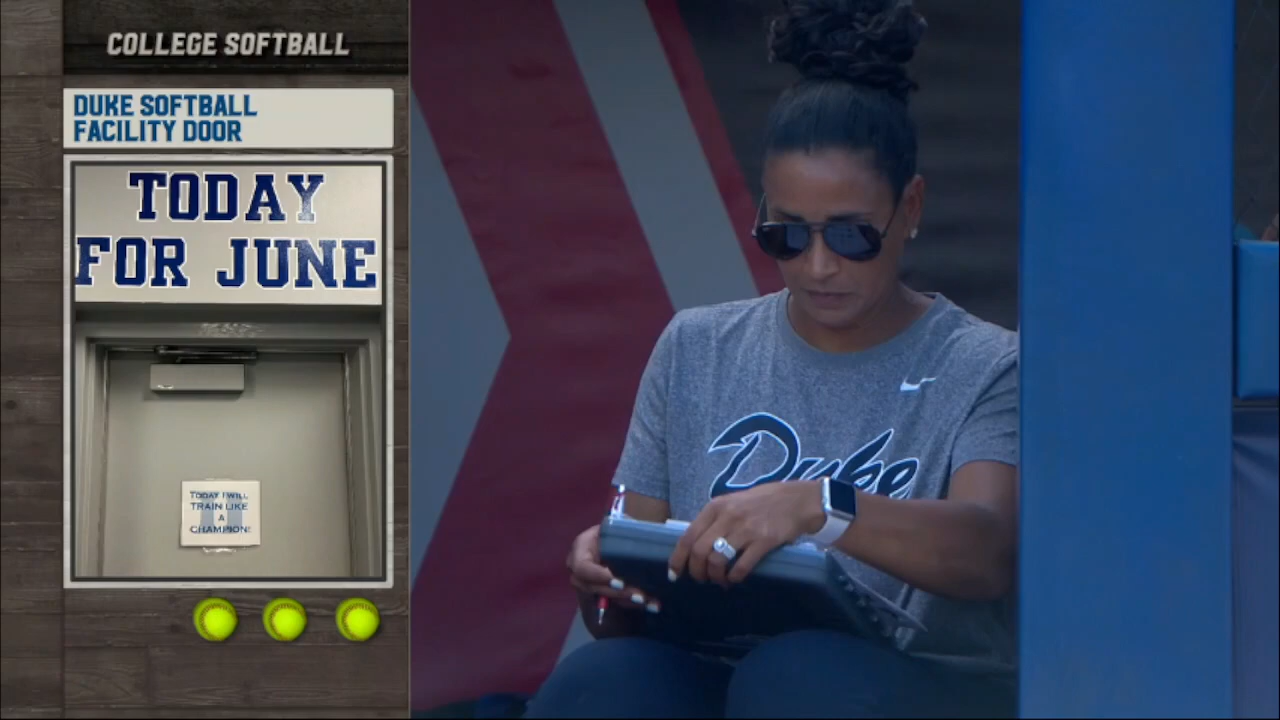 COLLEGE SOFTBALL
DUKE SOFTBALL
FACILITY DOOR
TODAY
FOR JUNE
TODAY I WILL
TRAIN LIKE
A
CHAMPION!
Duke